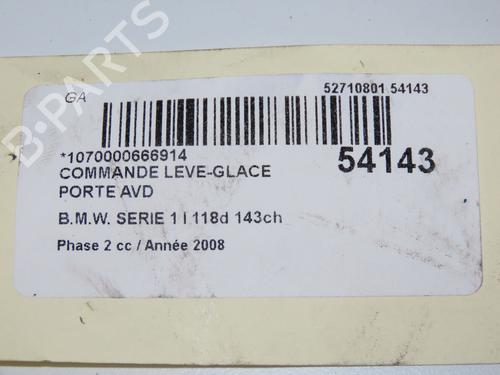 GA
52710801 54143
*1070000666914
54143
COMMANDE LEVE-GLACE
PORTE AVD
B.M.W. SERIE 1 I 118d 143ch
Phase 2 cc / Année 2008
B-PARTS